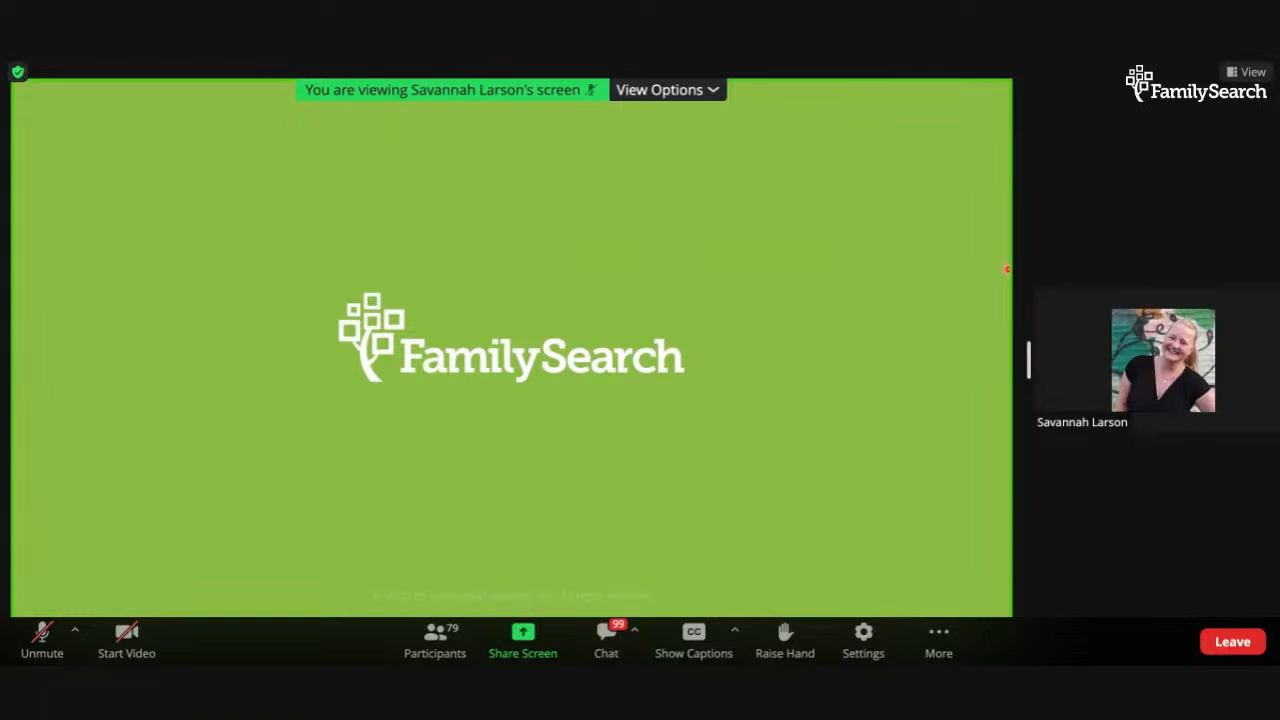 You are viewing Savannah Larson's screen
View Options
View
FamilySearch
FamilySearch
Savannah Larson
79
99
CC
Unmute
Start Video
Participants
Share Screen
Chat
Show Captions
Raise Hand
Settings
More
Leave